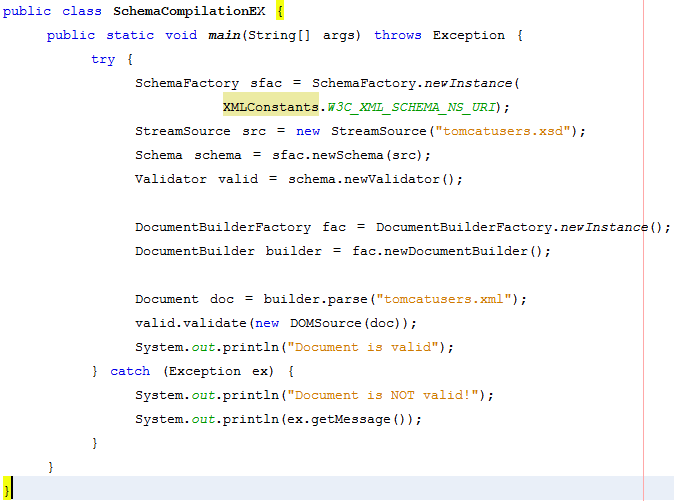 public class SchemaCompilationEX {
    public static void main(String[] args) throws Exception {
        try {
            SchemaFactory sfac = SchemaFactory.newInstance(
                    XMLConstants.W3C_XML_SCHEMA_NS_URI);
            StreamSource src = new StreamSource("tomcatusers.xsd");
            Schema schema = sfac.newSchema(src);
            Validator valid = schema.newValidator();

            DocumentBuilderFactory fac = DocumentBuilderFactory.newInstance();
            DocumentBuilder builder = fac.newDocumentBuilder();

            Document doc = builder.parse("tomcatusers.xml");
            valid.validate(new DOMSource(doc));
            System.out.println("Document is valid");
        } catch (Exception ex) {
            System.out.println("Document is NOT valid!");
            System.out.println(ex.getMessage());
        }
    }
}